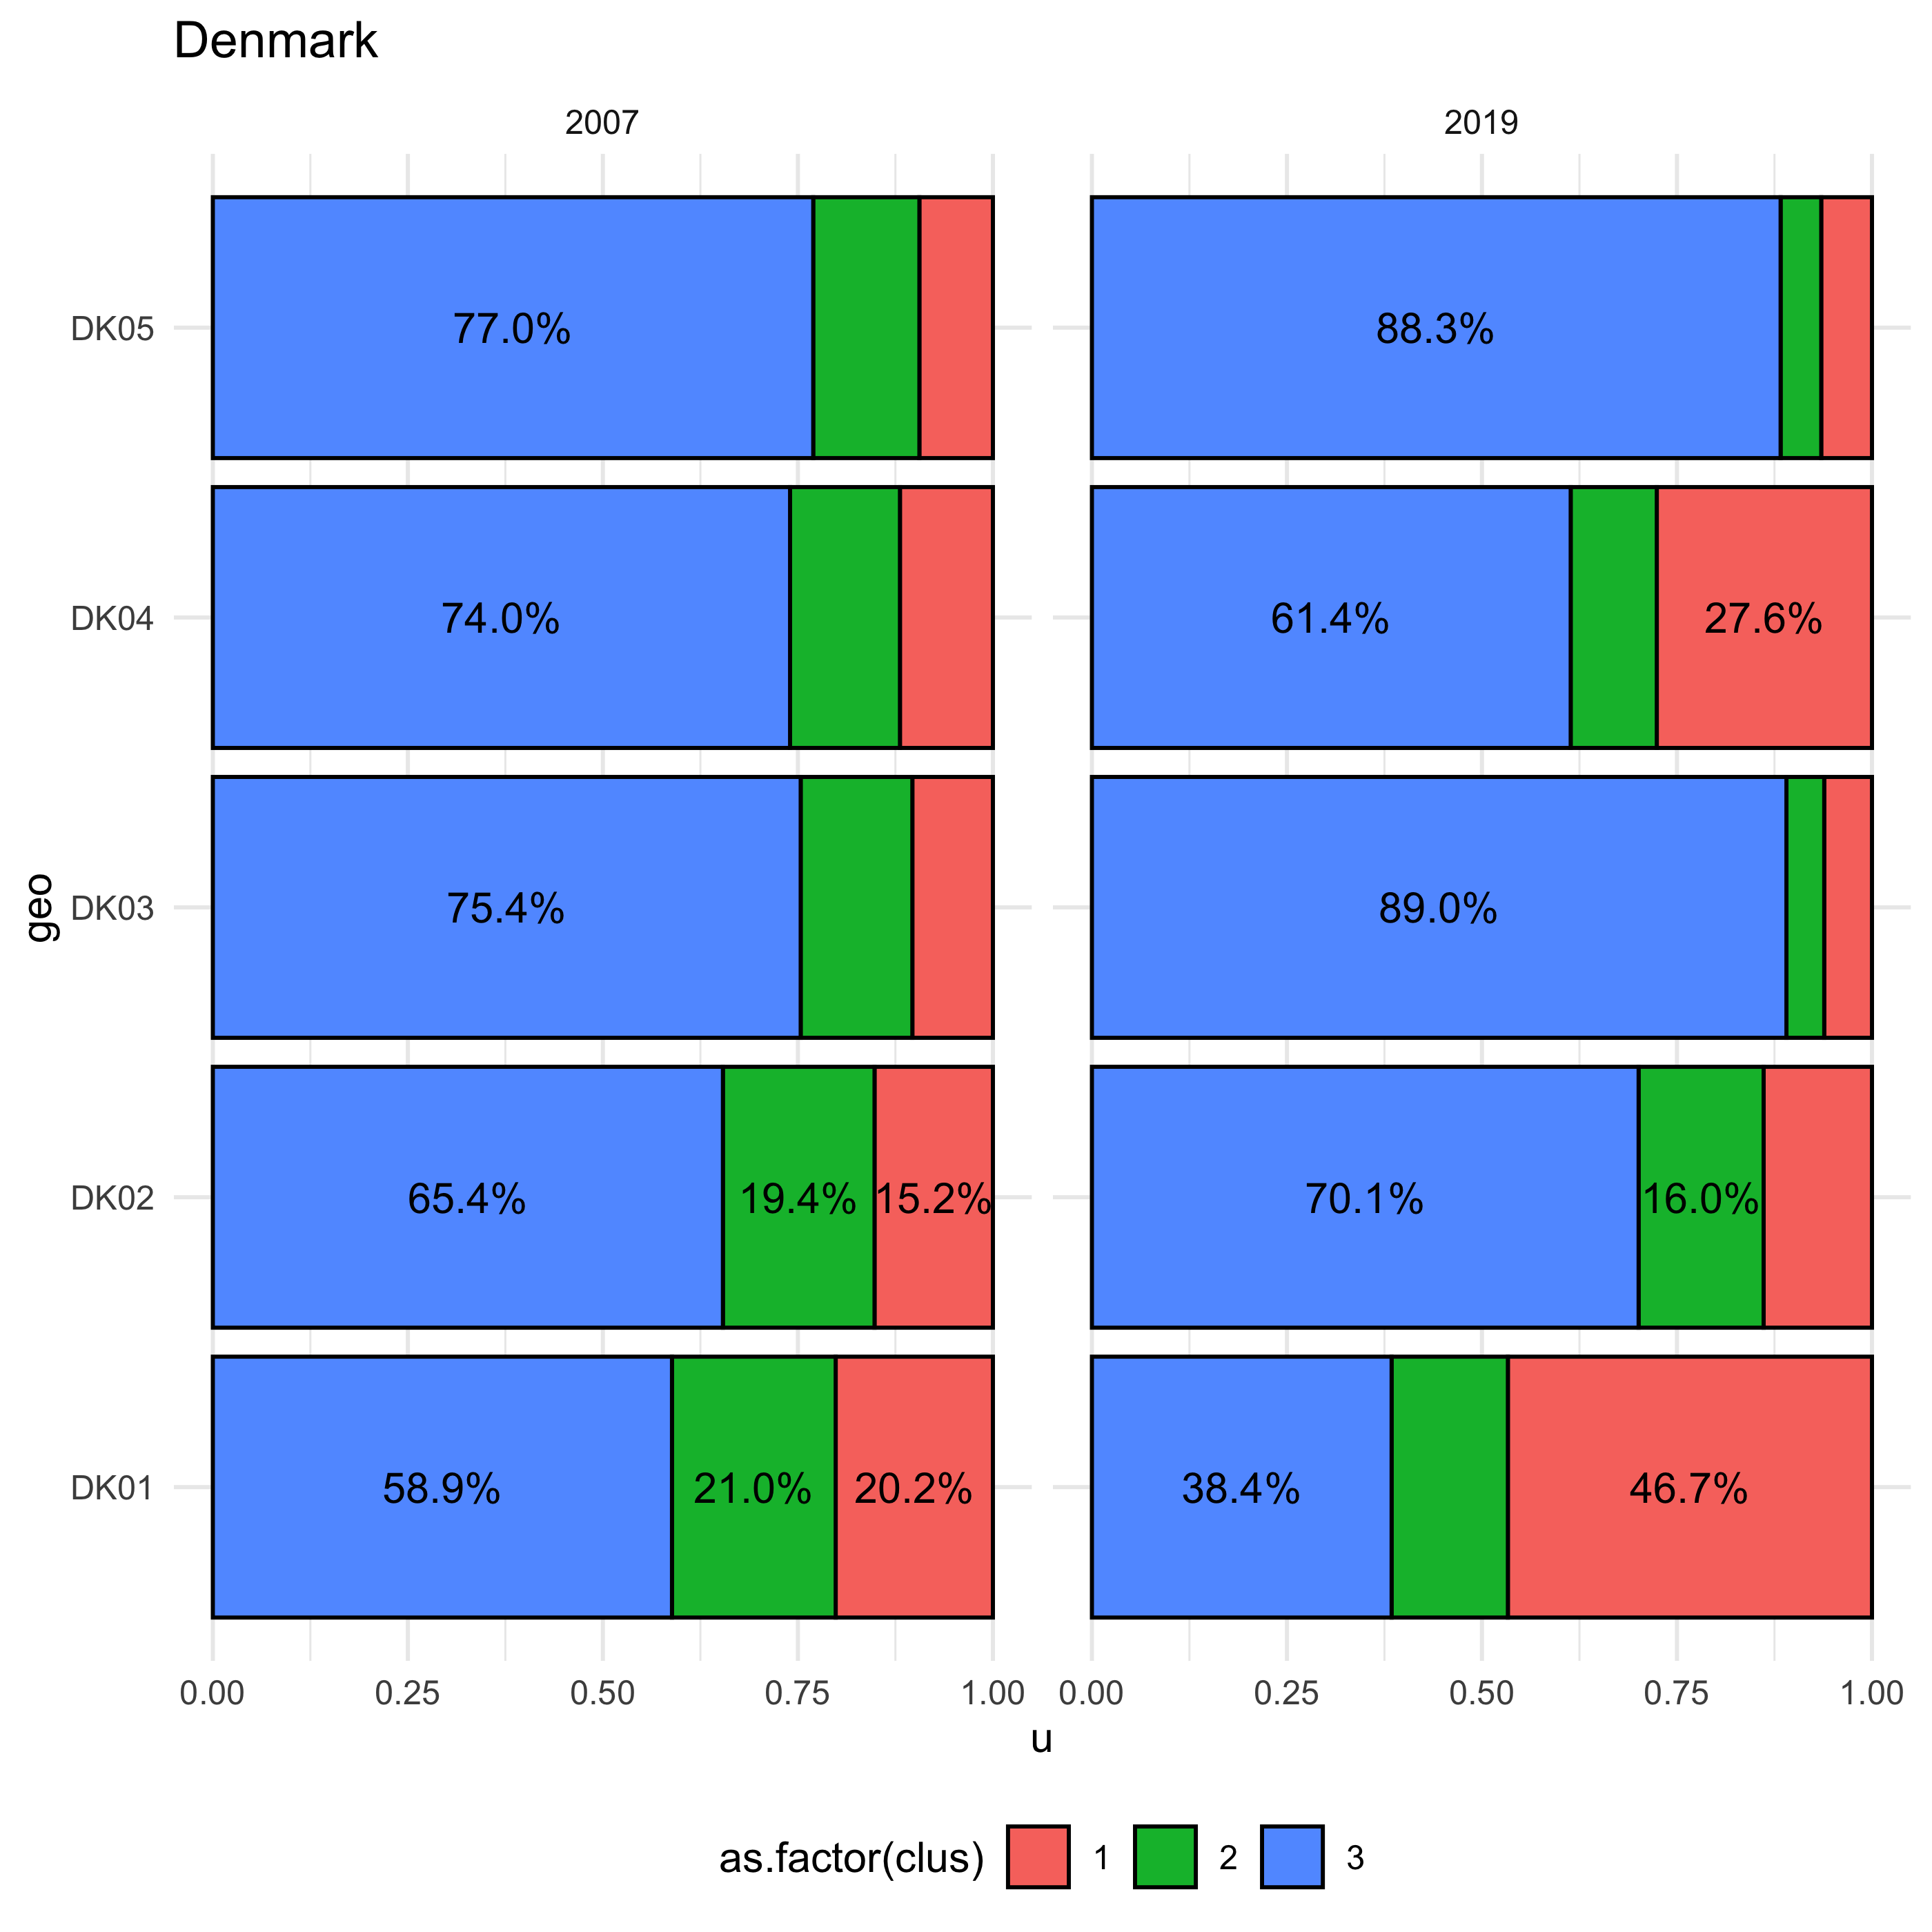 Denmark
2007 2019
DK05 77.0% 88.3%
DK04 74.0% 61.4% 27.6%
geo
DK03 75.4% 89.0%
DK02 65.4% 19.4% 15.2% 70.1% 16.0%
DK01 58.9% 21.0% 20.2% 38.4% 46.7%
0.00 0.25 0.50 0.75 1.00 0.00 0.25 0.50 0.75 1.00
u
as.factor(clus) 1 2 3